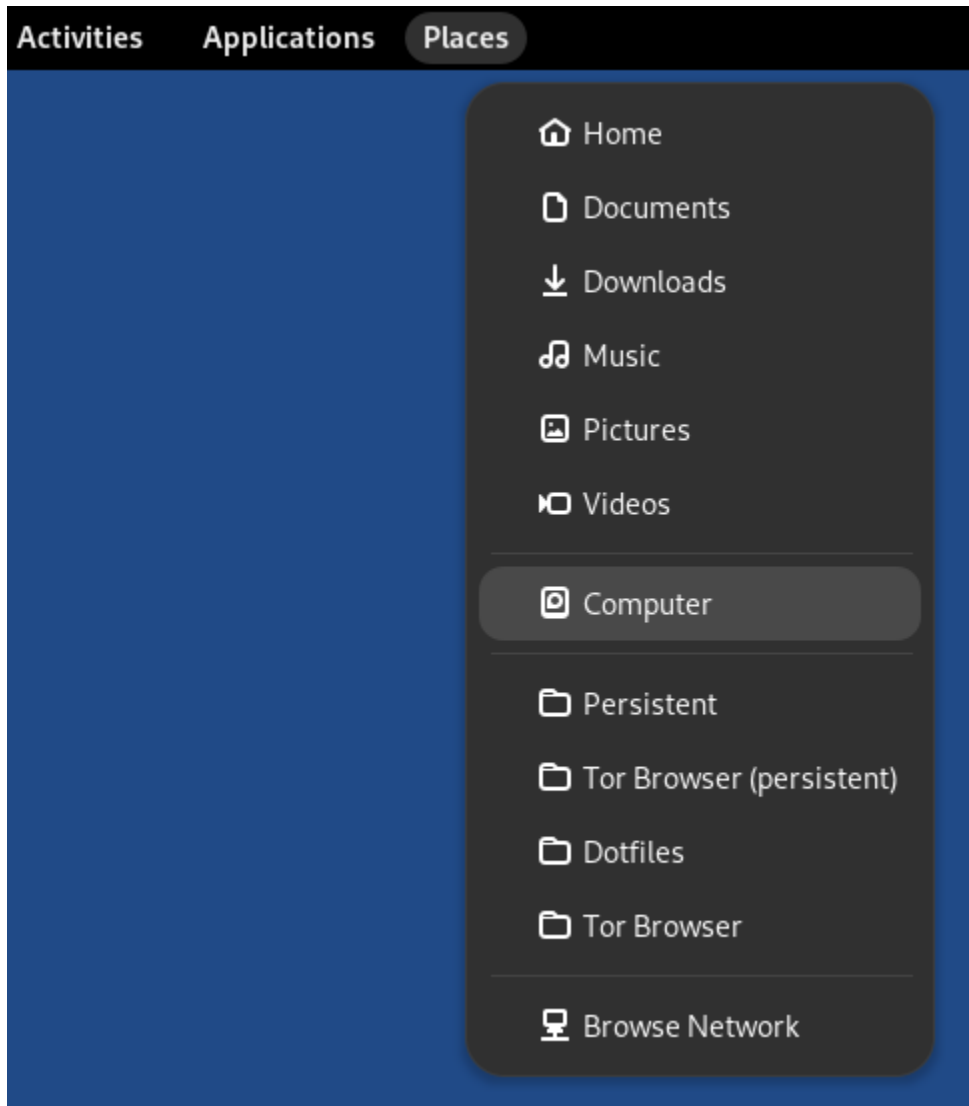 Activities Applications Places
Home
Documents
Downloads
Music
Pictures
Videos
Computer
Persistent
Tor Browser (persistent)
Dotfiles
Tor Browser
Browse Network